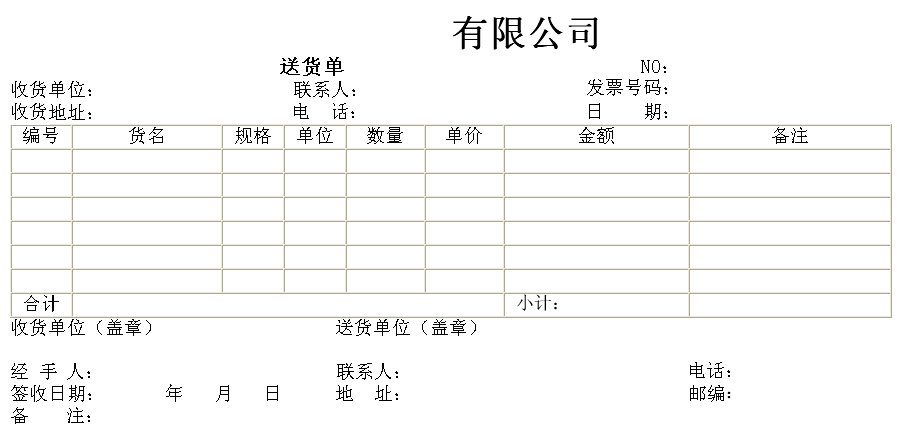 有限公司
送货单 NO：
收货单位： 联系人： 发票号码：
收货地址： 电 话： 日 期：
编号 货名 规格 单位 数量 单价 金额 备注
合计 小计：
收货单位（盖章） 送货单位（盖章）
经 手 人： 联系人： 电话：
签收日期： 年 月 日 地 址： 邮编：
备 注：